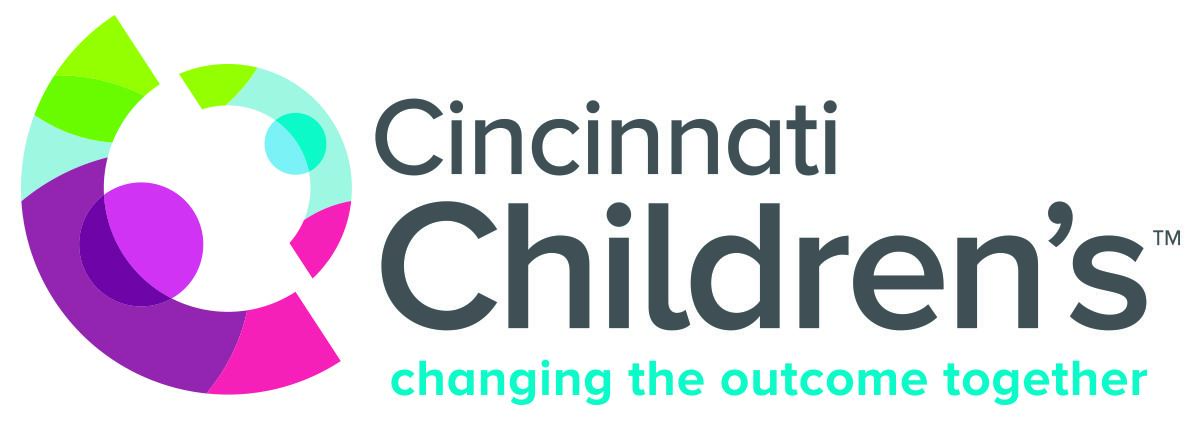 Cincinnati
Children’s™
changing the outcome together